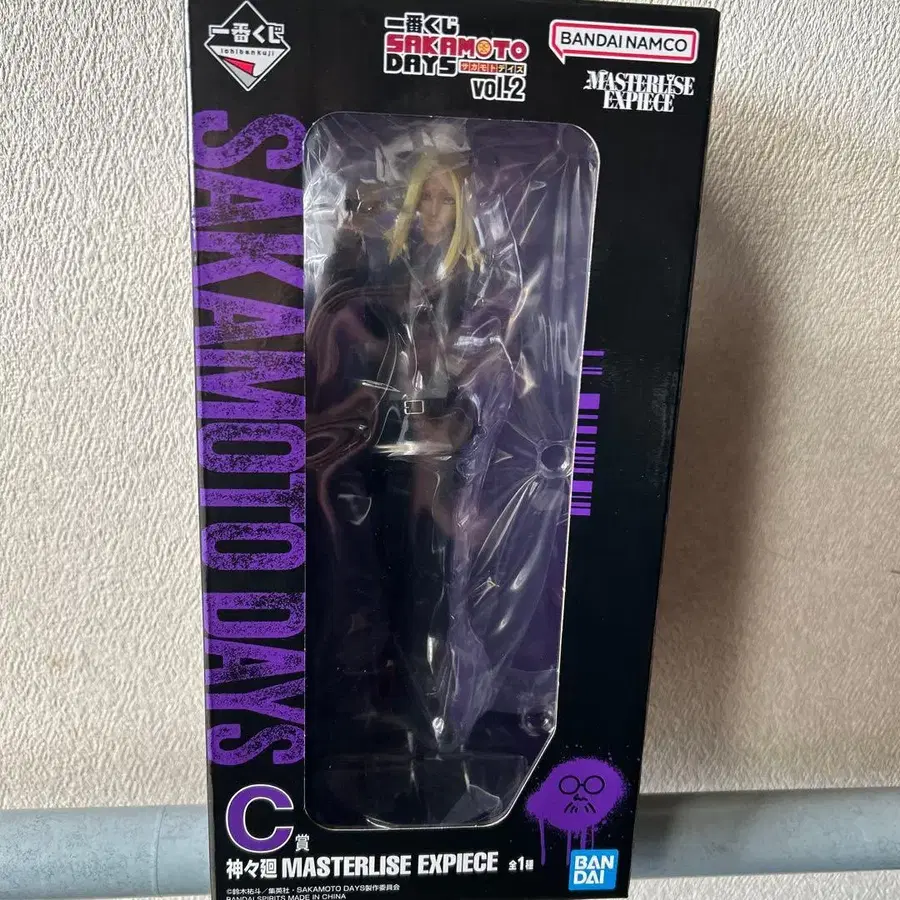 一番くじ
ichibankuji
一番くじ
SAKAMOTO
DAYS サカモトデイズ
vol.2
BANDAI NAMCO
MASTERLISE
EXPIECE
SAKAMOTO DAYS
C賞
神々廻 MASTERLISE EXPIECE 全1種
©鈴木祐斗/集英社・SAKAMOTO DAYS製作委員会
BANDAI SPIRITS MADE IN CHINA
BAN
DAI